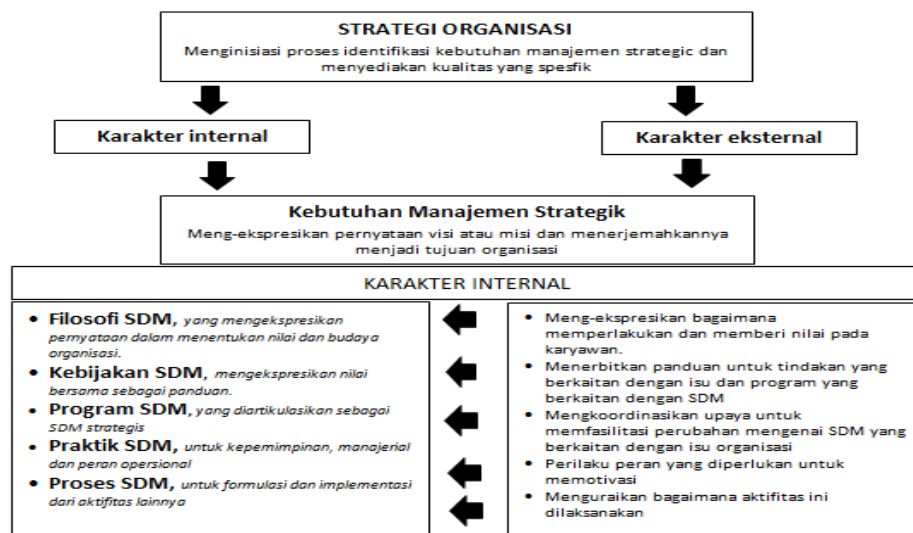 STRATEGI ORGANISASI
Menginisiasi proses identifikasi kebutuhan manajemen strategic dan
menyediakan kualitas yang spesfik
Karakter internal
Karakter eksternal
Kebutuhan Manajemen Strategik
Meng-ekspresikan pernyataan visi atau misi dan menerjemahkannya
menjadi tujuan organisasi
KARAKTER INTERNAL
• Filosofi SDM, yang mengekspresikan
pernyataan dalam menentukan nilai dan budaya
organisasi.
• Kebijakan SDM, mengekspresikan nilai
bersama sebagai panduan.
• Program SDM, yang diartikulasikan sebagai
SDM strategis
• Praktik SDM, untuk kepemimpinan, manajerial
dan peran opersional
• Proses SDM, untuk formulasi dan implementasi
dari aktifitas lainnya
• Meng-ekspresikan bagaimana
memperlakukan dan memberi nilai pada
karyawan.
• Menerbitkan panduan untuk tindakan yang
berkaitan dengan isu dan program yang
berkaitan dengan SDM
• Mengkoordinasikan upaya untuk
memfasilitasi perubahan mengenai SDM yang
berkaitan dengan isu organisasi
• Perilaku peran yang diperlukan untuk
memotivasi
• Menguraikan bagaimana aktifitas ini
dilaksanakan